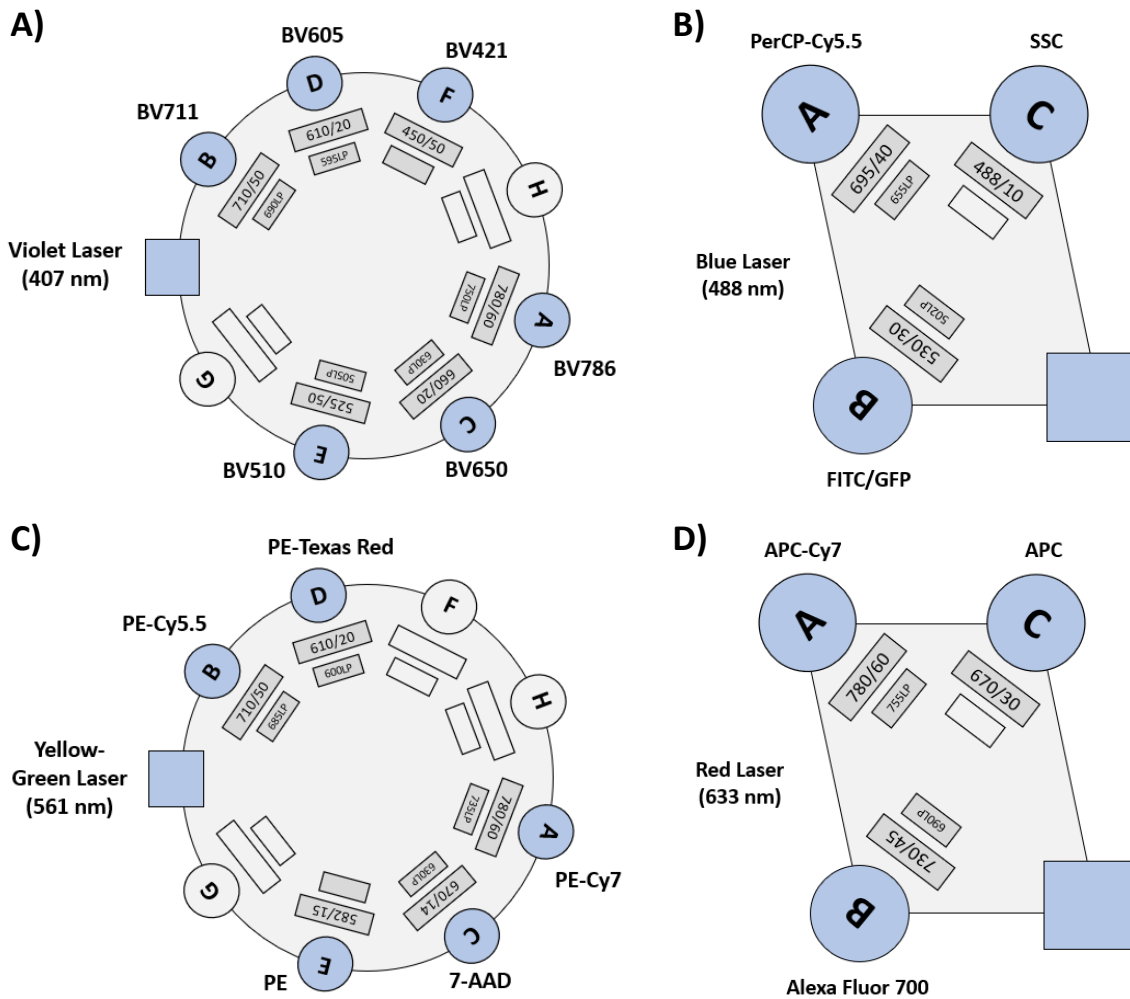 A)
BV605
BV421
D
F
BV711
B
610/20
595LP
450/50
710/50
690LP
H
Violet Laser
(407 nm)
750LP
780/60
A
BV786
630LP
660/20
505LP
525/50
G
C
E
BV510
BV650
B)
PerCP-Cy5.5
SSC
A
C
695/40
655LP
488/10
Blue Laser
(488 nm)
502LP
530/30
B
FITC/GFP
C)
PE-Texas Red
D
F
PE-Cy5.5
B
610/20
600LP
710/50
685LP
H
Yellow-
Green Laser
(561 nm)
735LP
780/60
A
PE-Cy7
630LP
670/14
582/15
G
C
E
PE
7-AAD
D)
APC-Cy7
APC
A
C
780/60
755LP
670/30
Red Laser
(633 nm)
690LP
730/45
B
Alexa Fluor 700